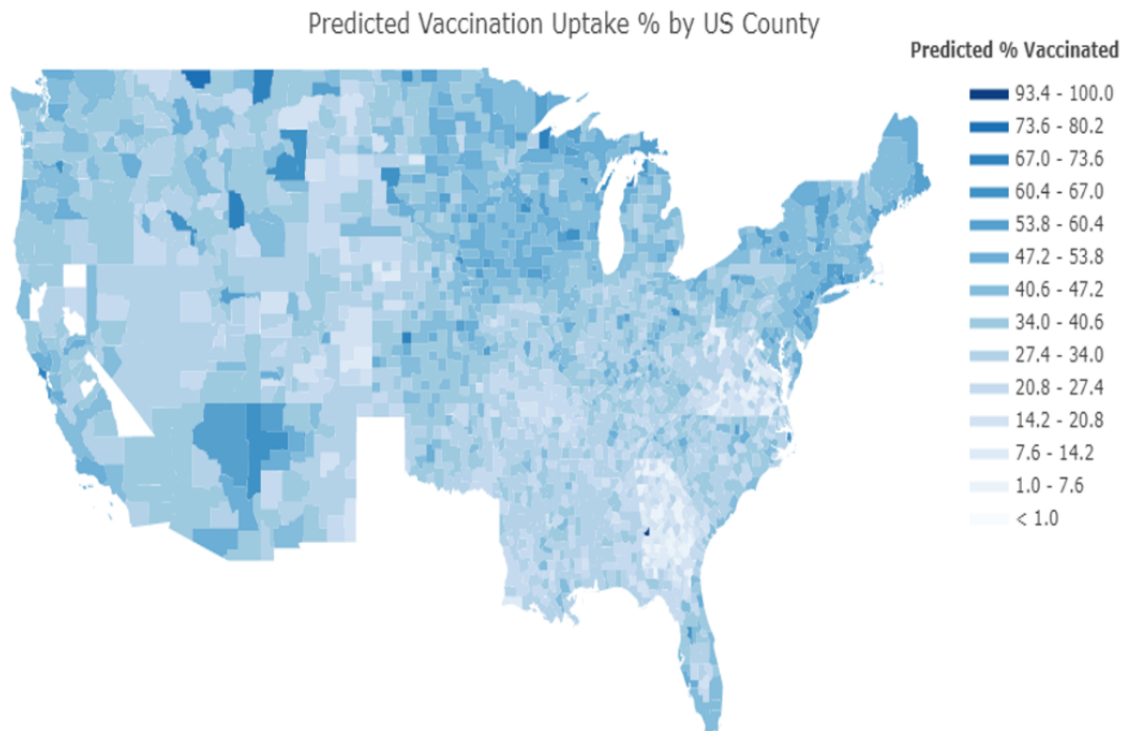 Predicted Vaccination Uptake % by US County
Predicted % Vaccinated
93.4 - 100.0
73.6 - 80.2
67.0 - 73.6
60.4 - 67.0
53.8 - 60.4
47.2 - 53.8
40.6 - 47.2
34.0 - 40.6
27.4 - 34.0
20.8 - 27.4
14.2 - 20.8
7.6 - 14.2
1.0 - 7.6
< 1.0